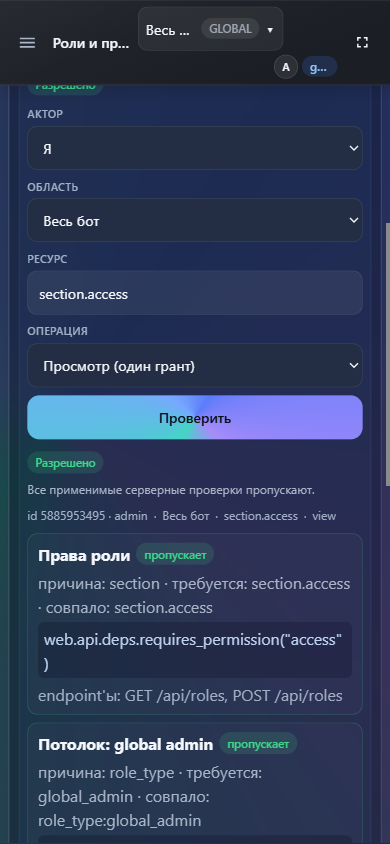 Роли и пр...
Весь ...
GLOBAL
▾
A
g...
Разрешено
АКТОР
Я
ОБЛАСТЬ
Весь бот
РЕСУРС
section.access
ОПЕРАЦИЯ
Просмотр (один грант)
Проверить
Разрешено
Все применимые серверные проверки пропускают.
id 5885953495 · admin · Весь бот · section.access · view
Права роли пропускает
причина: section · требуется: section.access
· совпало: section.access
web.api.deps.requires_permission("access"
)
endpoint'ы: GET /api/roles, POST /api/roles
Потолок: global admin пропускает
причина: role_type · требуется:
global_admin · совпало:
role_type:global_admin